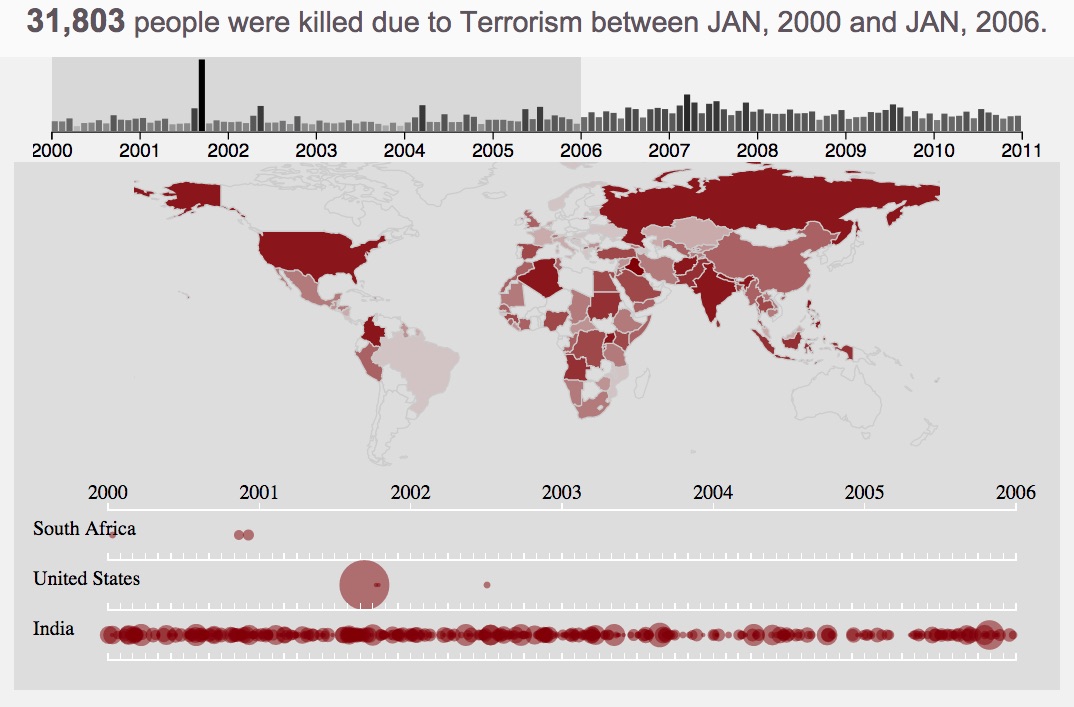 31,803 people were killed due to Terrorism between JAN, 2000 and JAN, 2006.
2000 2001 2002 2003 2004 2005 2006 2007 2008 2009 2010 2011
2000 2001 2002 2003 2004 2005 2006
South Africa
United States
India